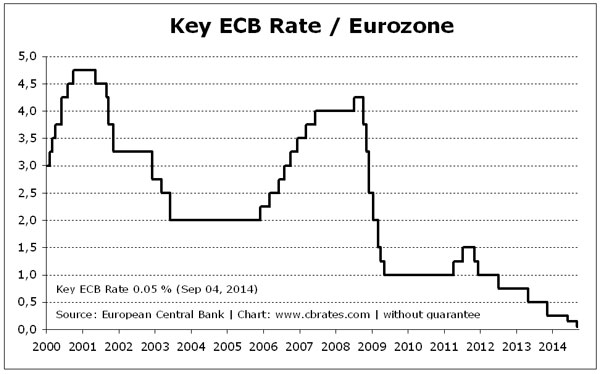 Key ECB Rate / Eurozone
5,0
4,5
4,0
3,5
3,0
2,5
2,0
1,5
1,0
0,5
0,0
Key ECB Rate 0.05 % (Sep 04, 2014)
Source: European Central Bank | Chart: www.cbrates.com | without guarantee
2000 2001 2002 2003 2004 2005 2006 2007 2008 2009 2010 2011 2012 2013 2014